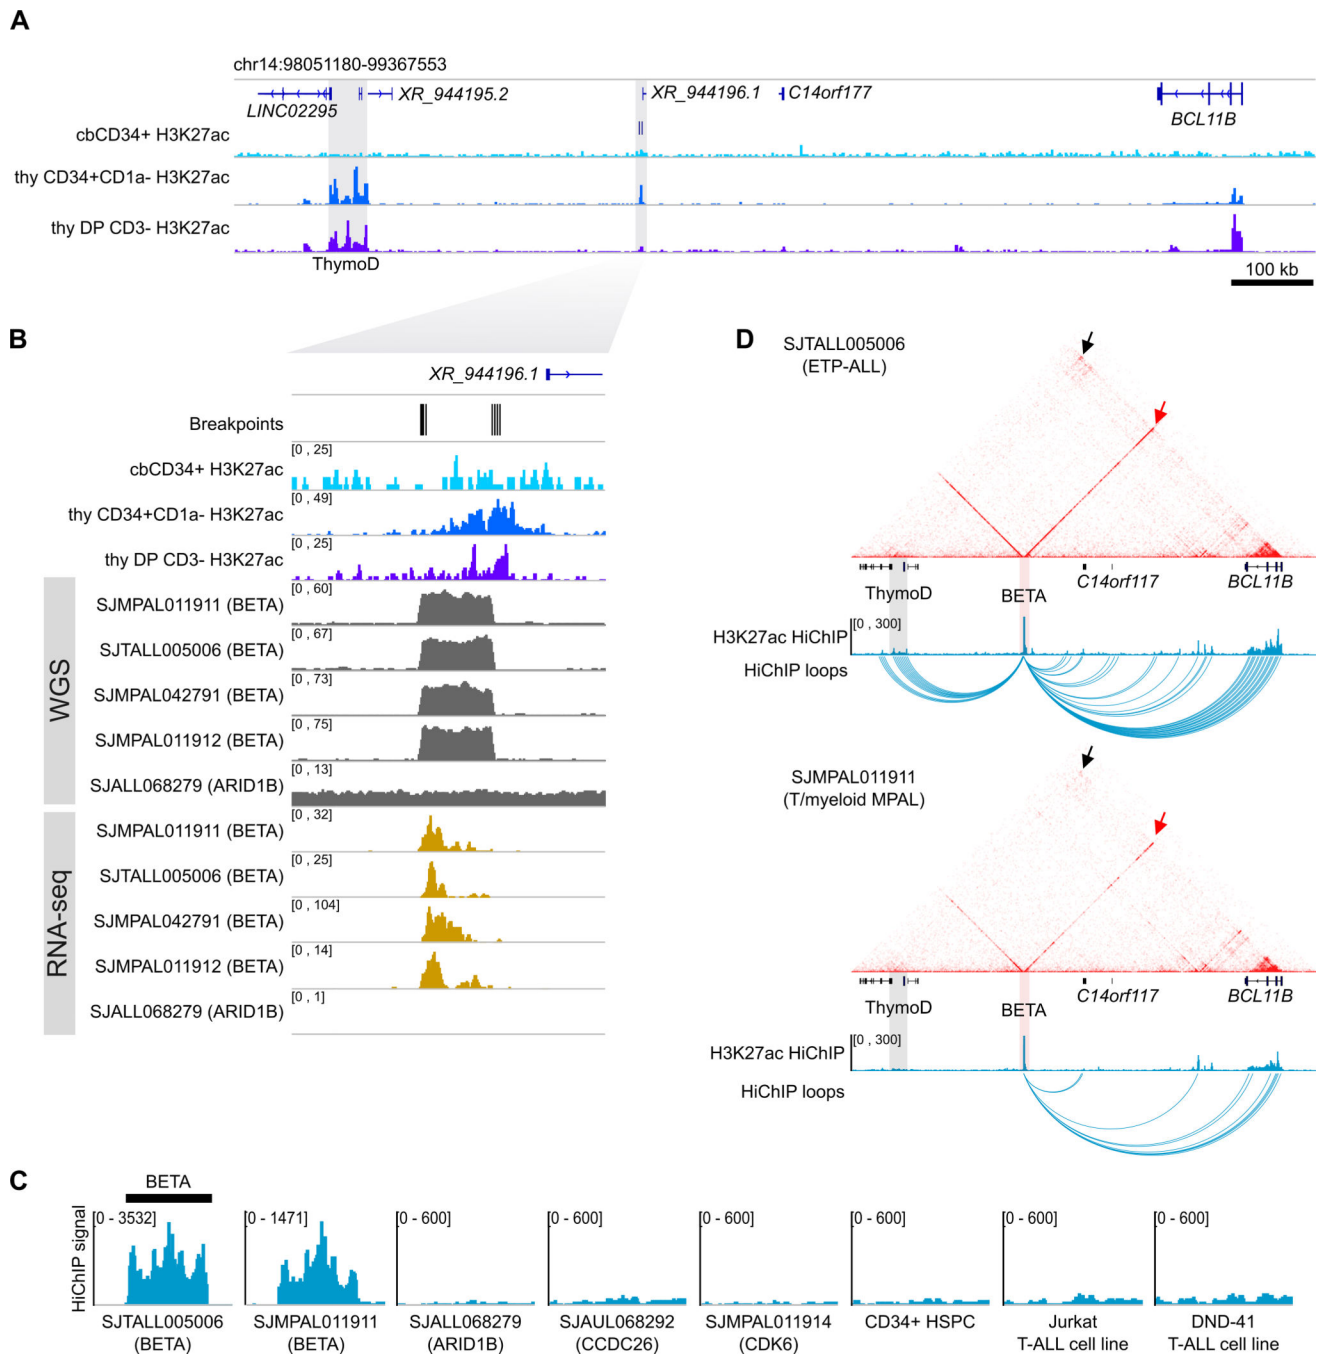 A
chr14:98051180-99367553
LINC02295
XR_944195.2
XR_944196.1
C14orf177
BCL11B
cbCD34+ H3K27ac
thy CD34+CD1a- H3K27ac
thy DP CD3- H3K27ac
ThymoD
100 kb
B
XR_944196.1
Breakpoints
[0 , 25]
cbCD34+ H3K27ac
[0 , 49]
thy CD34+CD1a- H3K27ac
[0 , 25]
thy DP CD3- H3K27ac
WGS
[0 , 60]
SJMPAL011911 (BETA)
[0 , 67]
SJTALL005006 (BETA)
[0 , 73]
SJMPAL042791 (BETA)
[0 , 75]
SJMPAL011912 (BETA)
[0 , 13]
SJALL068279 (ARID1B)
RNA-seq
[0 , 32]
SJMPAL011911 (BETA)
[0 , 25]
SJTALL005006 (BETA)
[0 , 104]
SJMPAL042791 (BETA)
[0 , 14]
SJMPAL011912 (BETA)
[0 , 1]
SJALL068279 (ARID1B)
D
SJTALL005006
(ETP-ALL)
ThymoD
BETA
C14orf117
BCL11B
H3K27ac HiChIP
[0 , 300]
HiChIP loops
SJMPAL011911
(T/myeloid MPAL)
ThymoD
BETA
C14orf117
BCL11B
H3K27ac HiChIP
[0 , 300]
HiChIP loops
C
BETA
HiChIP signal
[0 - 3532]
[0 - 1471]
[0 - 600]
[0 - 600]
[0 - 600]
[0 - 600]
[0 - 600]
[0 - 600]
SJTALL005006
(BETA)
SJMPAL011911
(BETA)
SJALL068279
(ARID1B)
SJAUL068292
(CCDC26)
SJMPAL011914
(CDK6)
CD34+ HSPC
Jurkat
T-ALL cell line
DND-41
T-ALL cell line